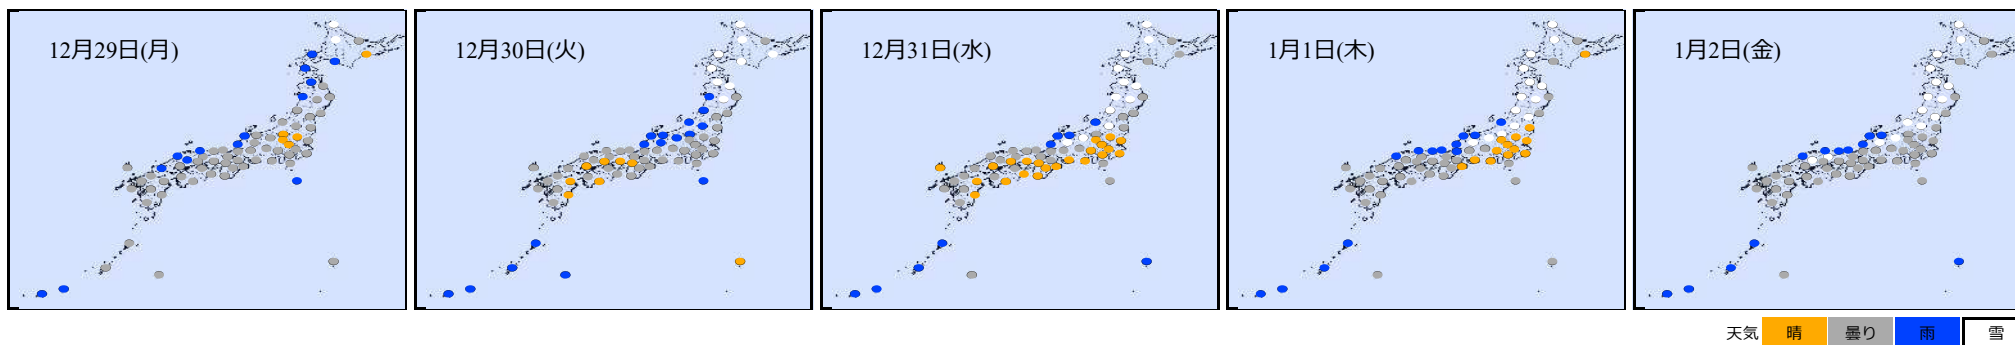 12月29日(月)
12月30日(火)
12月31日(水)
1月1日(木)
1月2日(金)
天気 晴 曇り 雨 雪